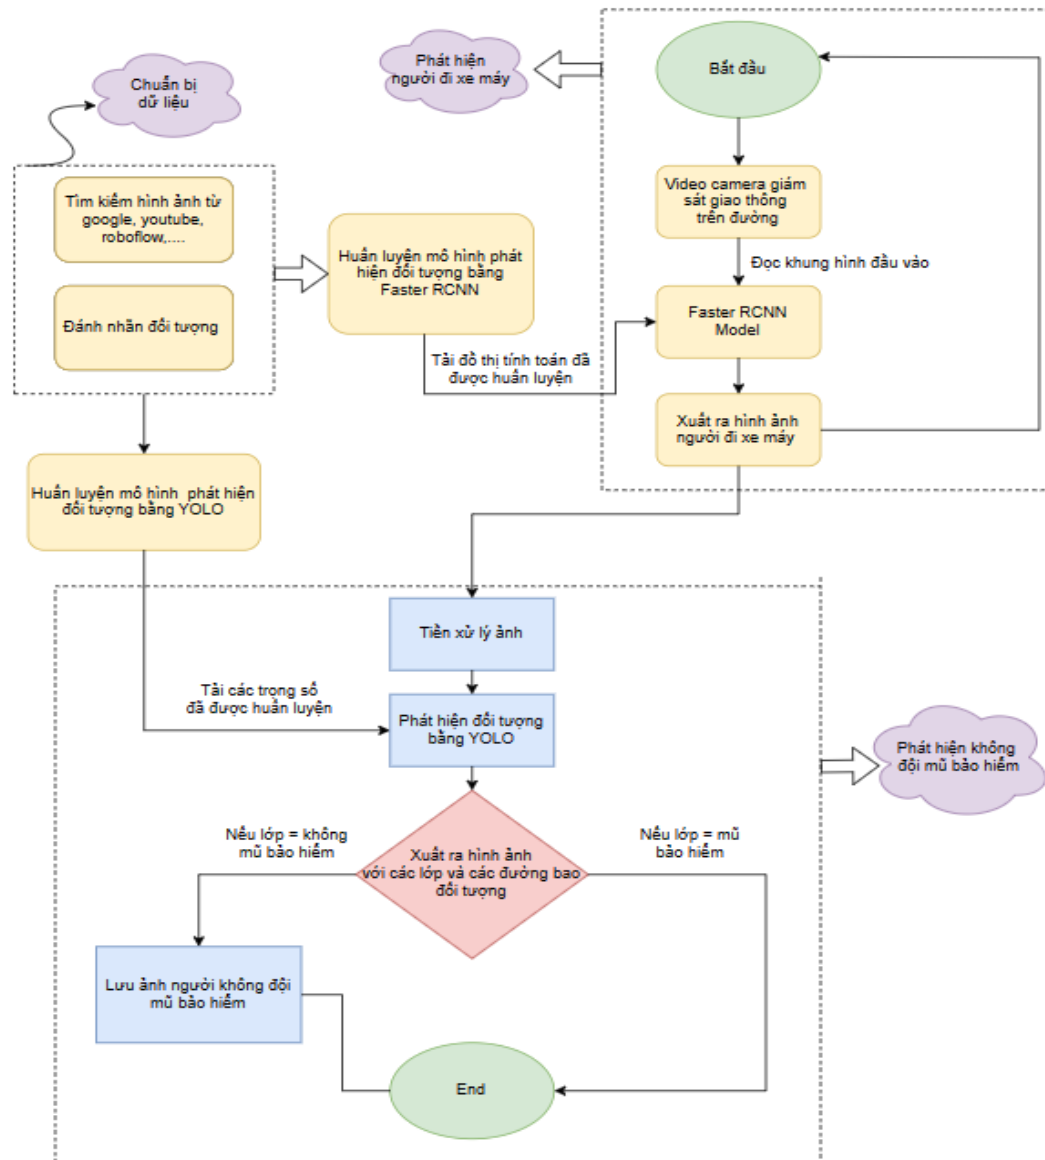 Phát hiện
người đi xe máy
Bắt đầu
Chuẩn bị
dữ liệu
Tìm kiếm hình ảnh từ
google, youtube,
roboflow,....
Đánh nhãn đối tượng
Huấn luyện mô hình phát
hiện đối tượng bằng
Faster RCNN
Video camera giám
sát giao thông
trên đường
Đọc khung hình đầu vào
Faster RCNN
Model
Tải đồ thị tính toán đã
được huấn luyện
Xuất ra hình ảnh
người đi xe máy
Huấn luyện mô hình phát hiện
đối tượng bằng YOLO
Tiền xử lý ảnh
Tải các trọng số
đã được huấn luyện
Phát hiện đối tượng
bằng YOLO
Phát hiện không
đội mũ bảo hiểm
Nếu lớp = không
mũ bảo hiểm
Nếu lớp = mũ
bảo hiểm
Xuất ra hình ảnh
với các lớp và các đường bao
đối tượng
Lưu ảnh người không đội
mũ bảo hiểm
End